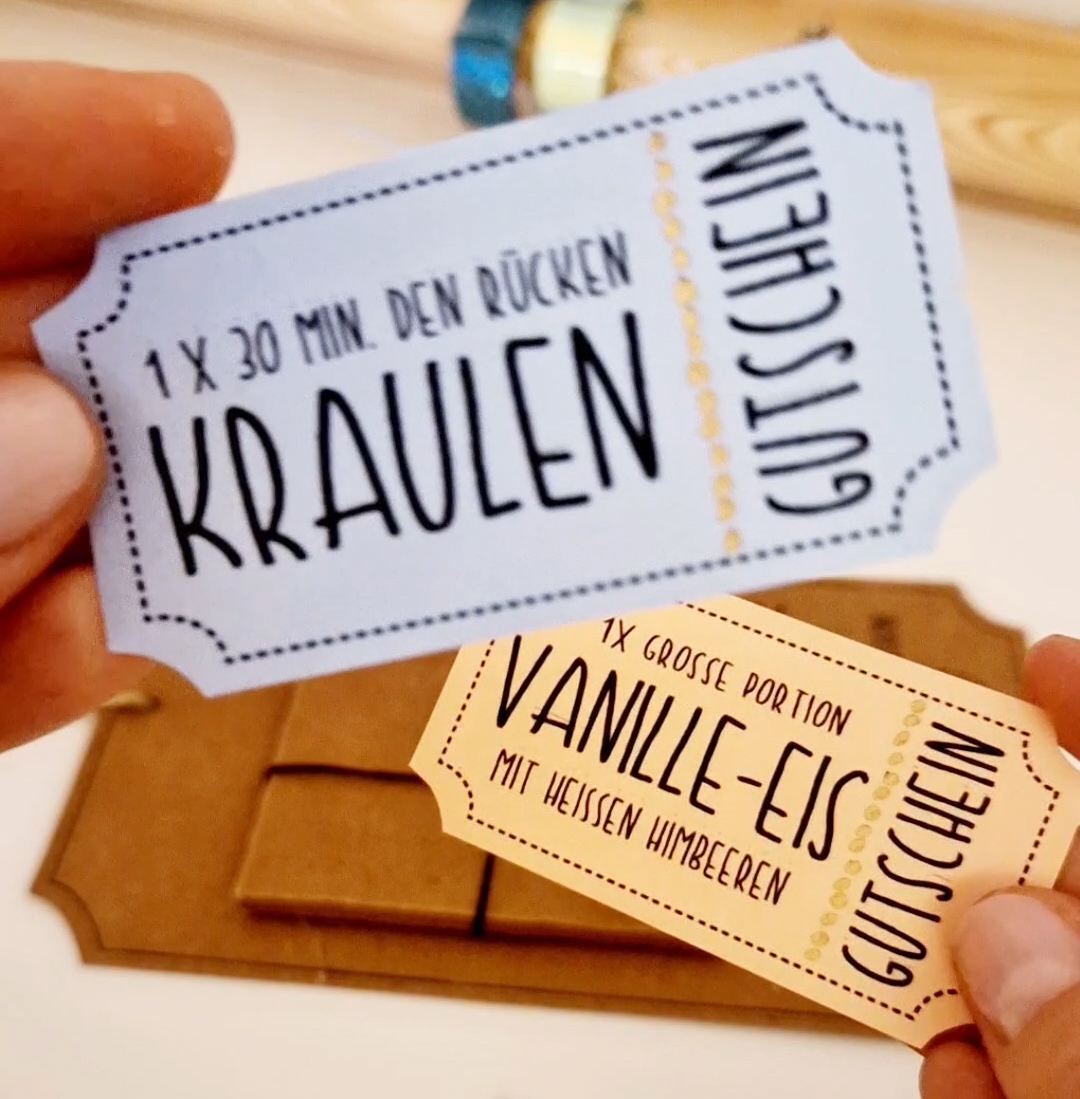 1 X 30 MIN. DEN RÜCKEN
KRAULEN
GUTSCHEIN
1X GROSSE PORTION
VANILLE-EIS
MIT HEISSEN HIMBEEREN
GUTSCHEIN